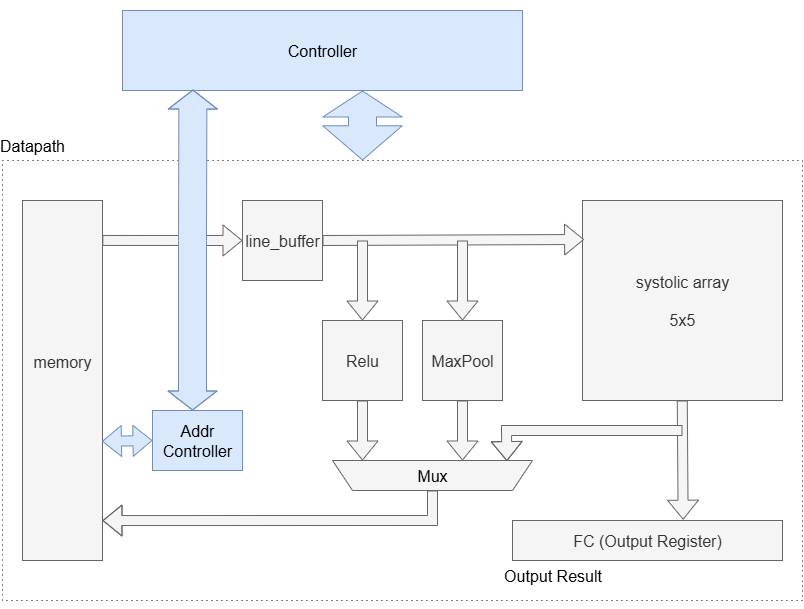 Controller
Datapath
line_buffer
systolic array
5x5
memory
Relu
MaxPool
Addr
Controller
Mux
FC (Output Register)
Output Result